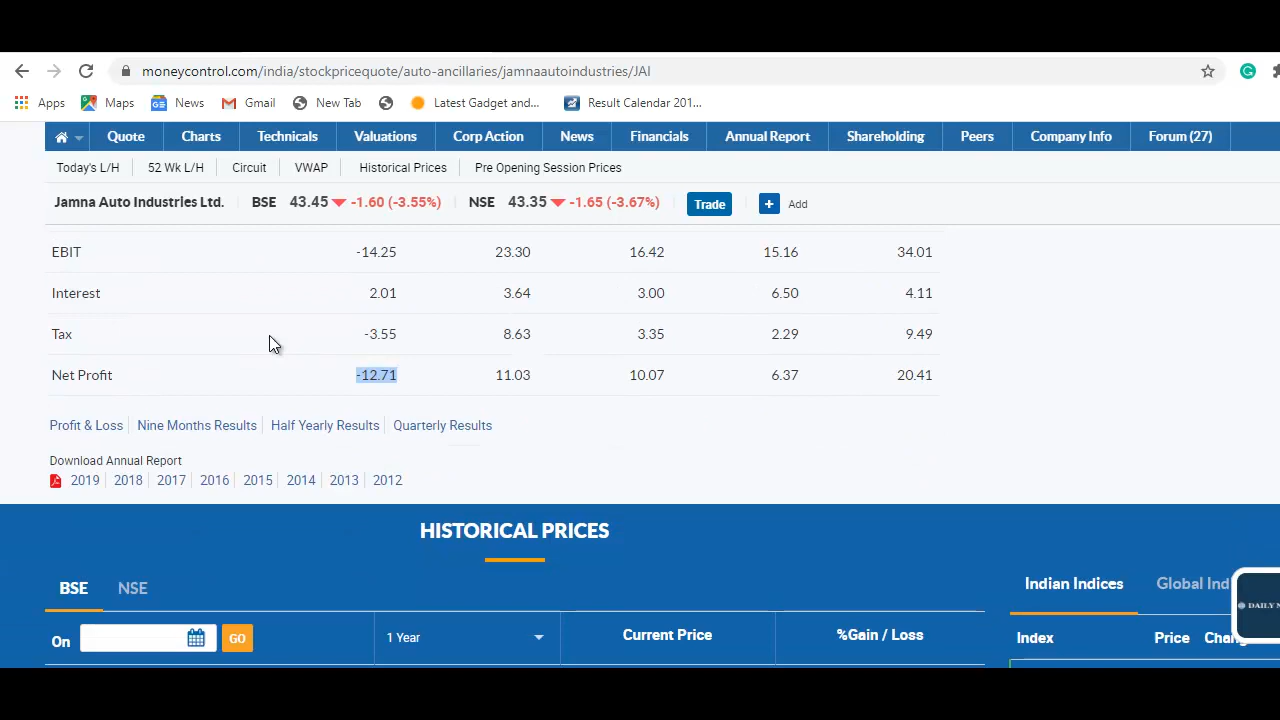 moneycontrol.com/india/stockpricequote/auto-ancillaries/jamnaautoindustries/JAI
Apps Maps News Gmail New Tab Latest Gadget and... Result Calendar 201...
Quote Charts Technicals Valuations Corp Action News Financials Annual Report Shareholding Peers Company Info Forum (27)
Today's L/H 52 Wk L/H Circuit VWAP Historical Prices Pre Opening Session Prices
Jamna Auto Industries Ltd. BSE 43.45 -1.60 (-3.55%) NSE 43.35 -1.65 (-3.67%) Trade + Add
EBIT -14.25 23.30 16.42 15.16 34.01
Interest 2.01 3.64 3.00 6.50 4.11
Tax -3.55 8.63 3.35 2.29 9.49
Net Profit -12.71 11.03 10.07 6.37 20.41
Profit & Loss Nine Months Results Half Yearly Results Quarterly Results
Download Annual Report
2019 2018 2017 2016 2015 2014 2013 2012
HISTORICAL PRICES
BSE NSE
Indian Indices Global Ind
On GO 1 Year Current Price %Gain / Loss
Index Price Chang
DAILY N